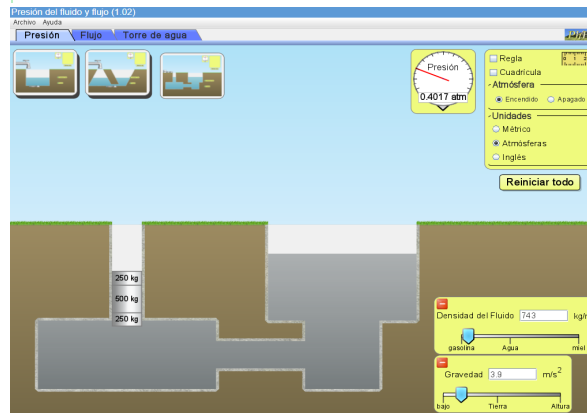 Presión del fluido y flujo (1.02)
Archivo Ayuda
Presión Flujo Torre de agua
Presión
0.4017 atm
Regla
Cuadrícula
Atmósfera
Encendido Apagado
Unidades
Métrico
Atmósferas
Inglés
Reiniciar todo
250 kg
500 kg
250 kg
Densidad del Fluido 743 kg/m
gasolina Agua miel
Gravedad 3.9 m/s2
bajo Tierra Altura